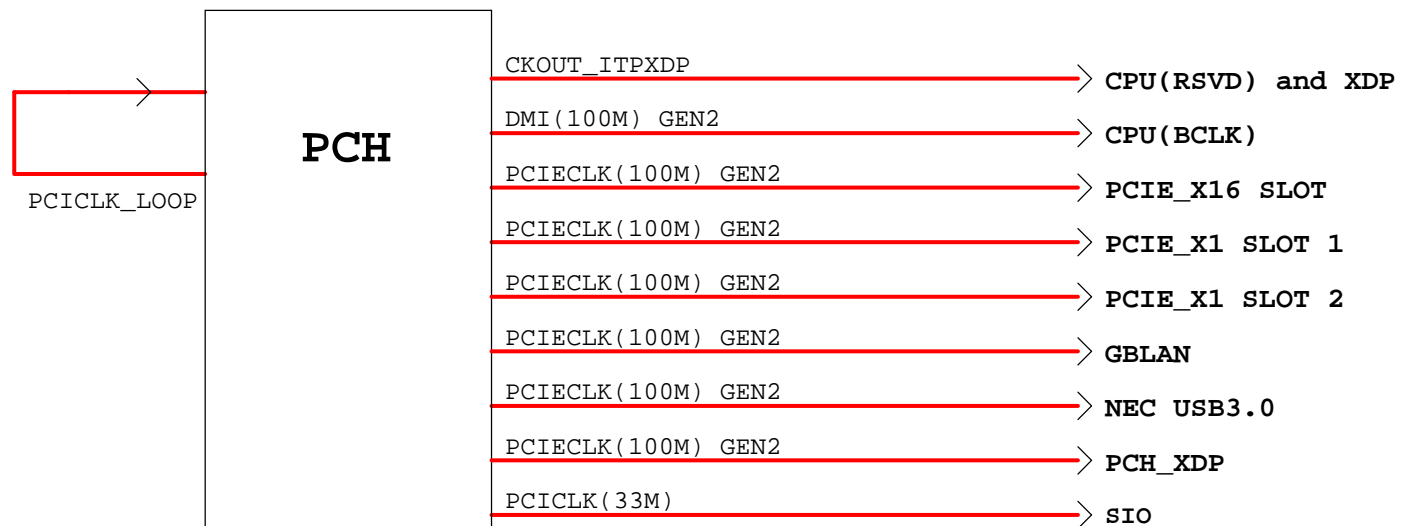 CKOUT_ITPXDP
CPU(RSVD) and XDP
DMI(100M) GEN2
CPU(BCLK)
PCH
PCIECLK(100M) GEN2
PCIE_X16 SLOT
PCICLK_LOOP
PCIECLK(100M) GEN2
PCIE_X1 SLOT 1
PCIECLK(100M) GEN2
PCIE_X1 SLOT 2
PCIECLK(100M) GEN2
GBLAN
PCIECLK(100M) GEN2
NEC USB3.0
PCIECLK(100M) GEN2
PCH_XDP
PCICLK(33M)
SIO